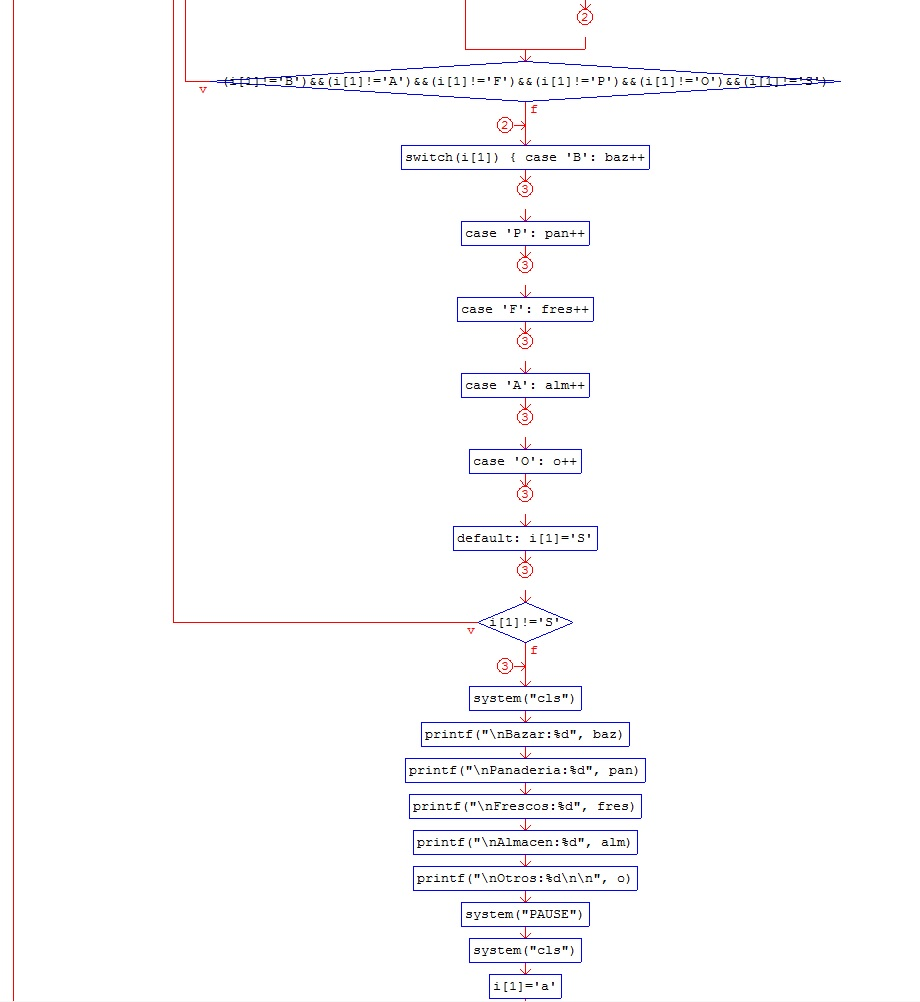 2
(i[1]!='B')&&(i[1]!='A')&&(i[1]!='F')&&(i[1]!='P')&&(i[1]!='O')&&(i[1]!='S')
v
f
2
switch(i[1]) { case 'B': baz++
3
case 'P': pan++
3
case 'F': fres++
3
case 'A': alm++
3
case 'O': o++
3
default: i[1]='S'
3
i[1]!='S'
v
f
3
system("cls")
printf("\nBazar:%d", baz)
printf("\nPanaderia:%d", pan)
printf("\nFrescos:%d", fres)
printf("\nAlmacen:%d", alm)
printf("\nOtros:%d\n\n", o)
system("PAUSE")
system("cls")
i[1]='a'